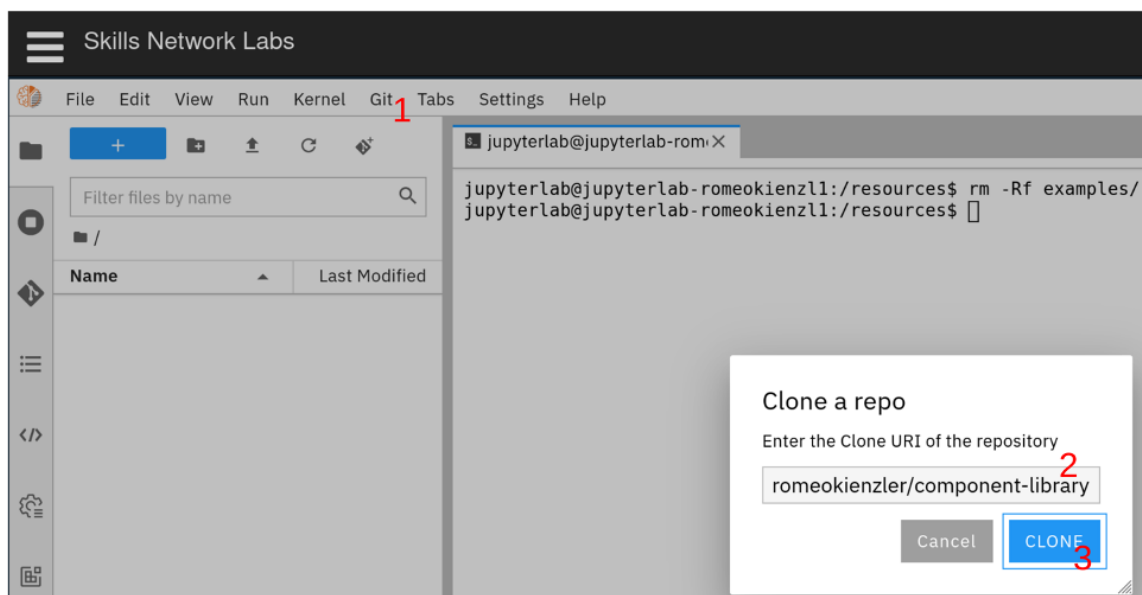 Skills Network Labs
File Edit View Run Kernel Git Tabs Settings Help
1
+
jupyterlab@jupyterlab-rom
Filter files by name
/
Name Last Modified
jupyterlab@jupyterlab-romeokienzl1:/resources$ rm -Rf examples/
jupyterlab@jupyterlab-romeokienzl1:/resources$
Clone a repo
Enter the Clone URI of the repository
2
romeokienzler/component-library
Cancel CLONE
3